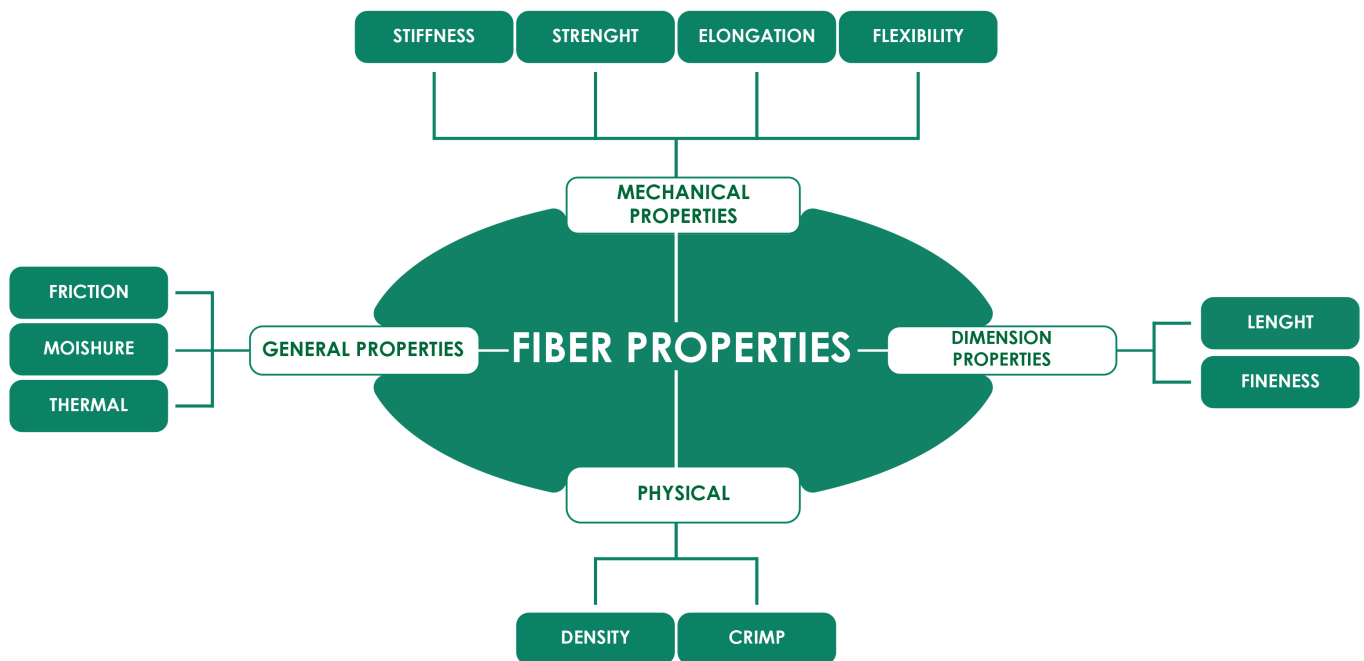 STIFFNESS
STRENGHT
ELONGATION
FLEXIBILITY
MECHANICAL
PROPERTIES
FRICTION
MOISHURE
THERMAL
GENERAL PROPERTIES
FIBER PROPERTIES
DIMENSION
PROPERTIES
LENGHT
FINENESS
PHYSICAL
DENSITY
CRIMP